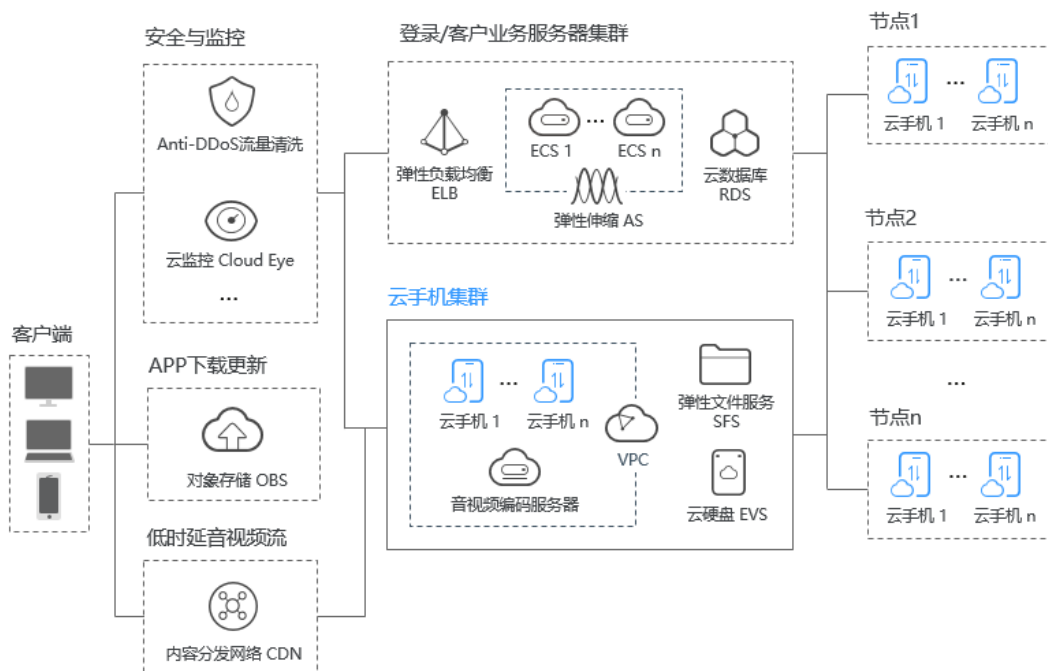 客户端
安全与监控
Anti-DDoS流量清洗
云监控 Cloud Eye
...
APP下载更新
对象存储 OBS
低时延音视频流
内容分发网络 CDN
登录/客户业务服务器集群
弹性负载均衡
ELB
ECS 1
...
ECS n
弹性伸缩 AS
云数据库
RDS
云手机集群
云手机 1
...
云手机 n
音视频编码服务器
VPC
弹性文件服务
SFS
云硬盘 EVS
节点1
...
云手机 1
云手机 n
节点2
...
云手机 1
云手机 n
...
节点n
...
云手机 1
云手机 n